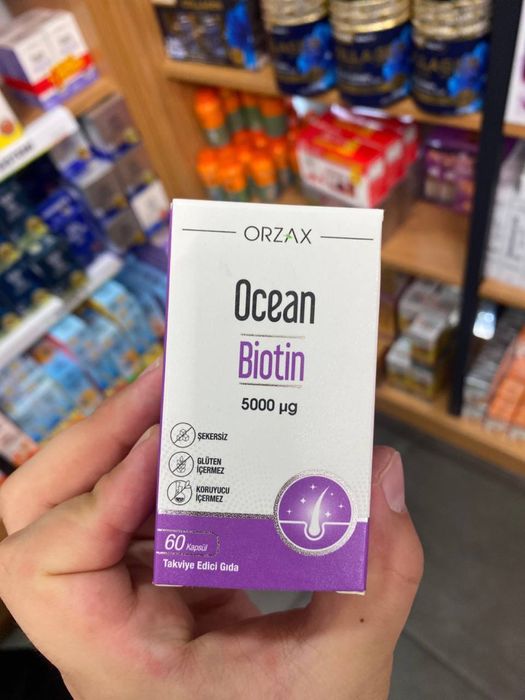 ORZAX
Ocean
Biotin
5000 µg
ŞEKERSİZ
GLÜTEN
İÇERMEZ
KORUYUCU
İÇERMEZ
60 Kapsül
Takviye Edici Gıda